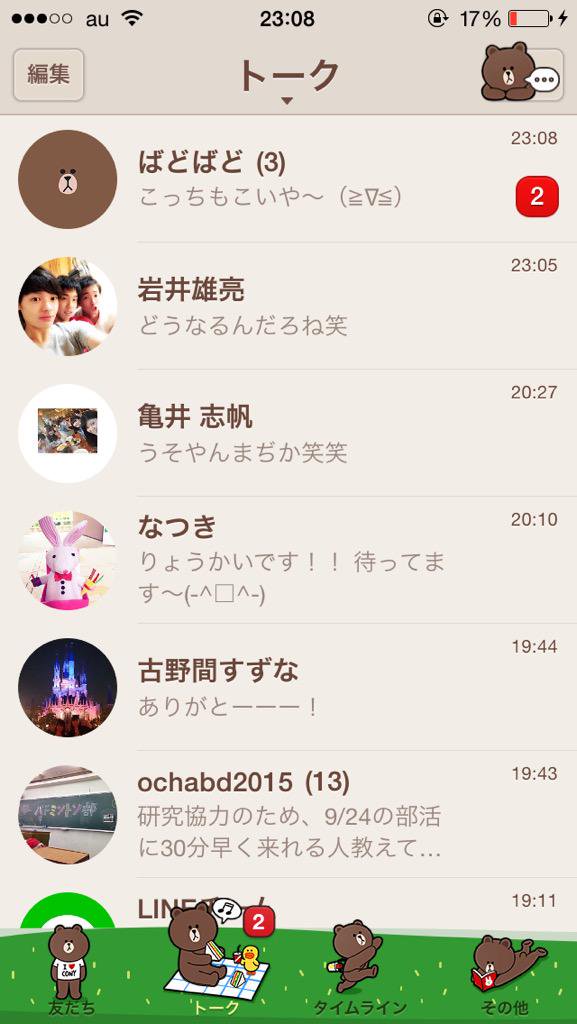 au 23:08 17%
編集 トーク
ばどばど (3) 23:08
こっちもこいや〜（≧∇≦） 2
岩井雄亮 23:05
どうなるんだろね笑
亀井 志帆 20:27
うそやんまぢか笑笑
なつき 20:10
りょうかいです！！ 待ってま
す〜(-^□^-)
古野間すずな 19:44
ありがとーーー！
ochabd2015 (13) 19:43
研究協力のため、9/24の部活
に30分早く来れる人教えて…
バドミントン部
LINE 19:11
2
I ♥ CONY
友だち トーク タイムライン その他